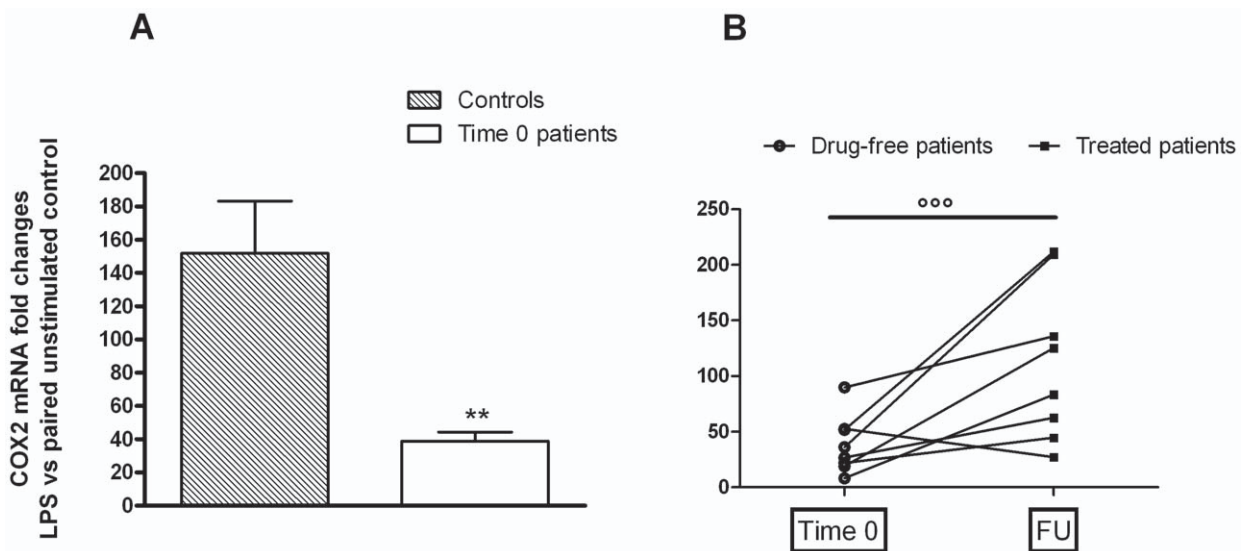 A
B
Controls
Time 0 patients
COX2 mRNA fold changes
LPS vs paired unstimulated control
200
180
160
140
120
100
80
60
40
20
0
**
Drug-free patients
Treated patients
°°°
250
200
150
100
50
0
Time 0
FU